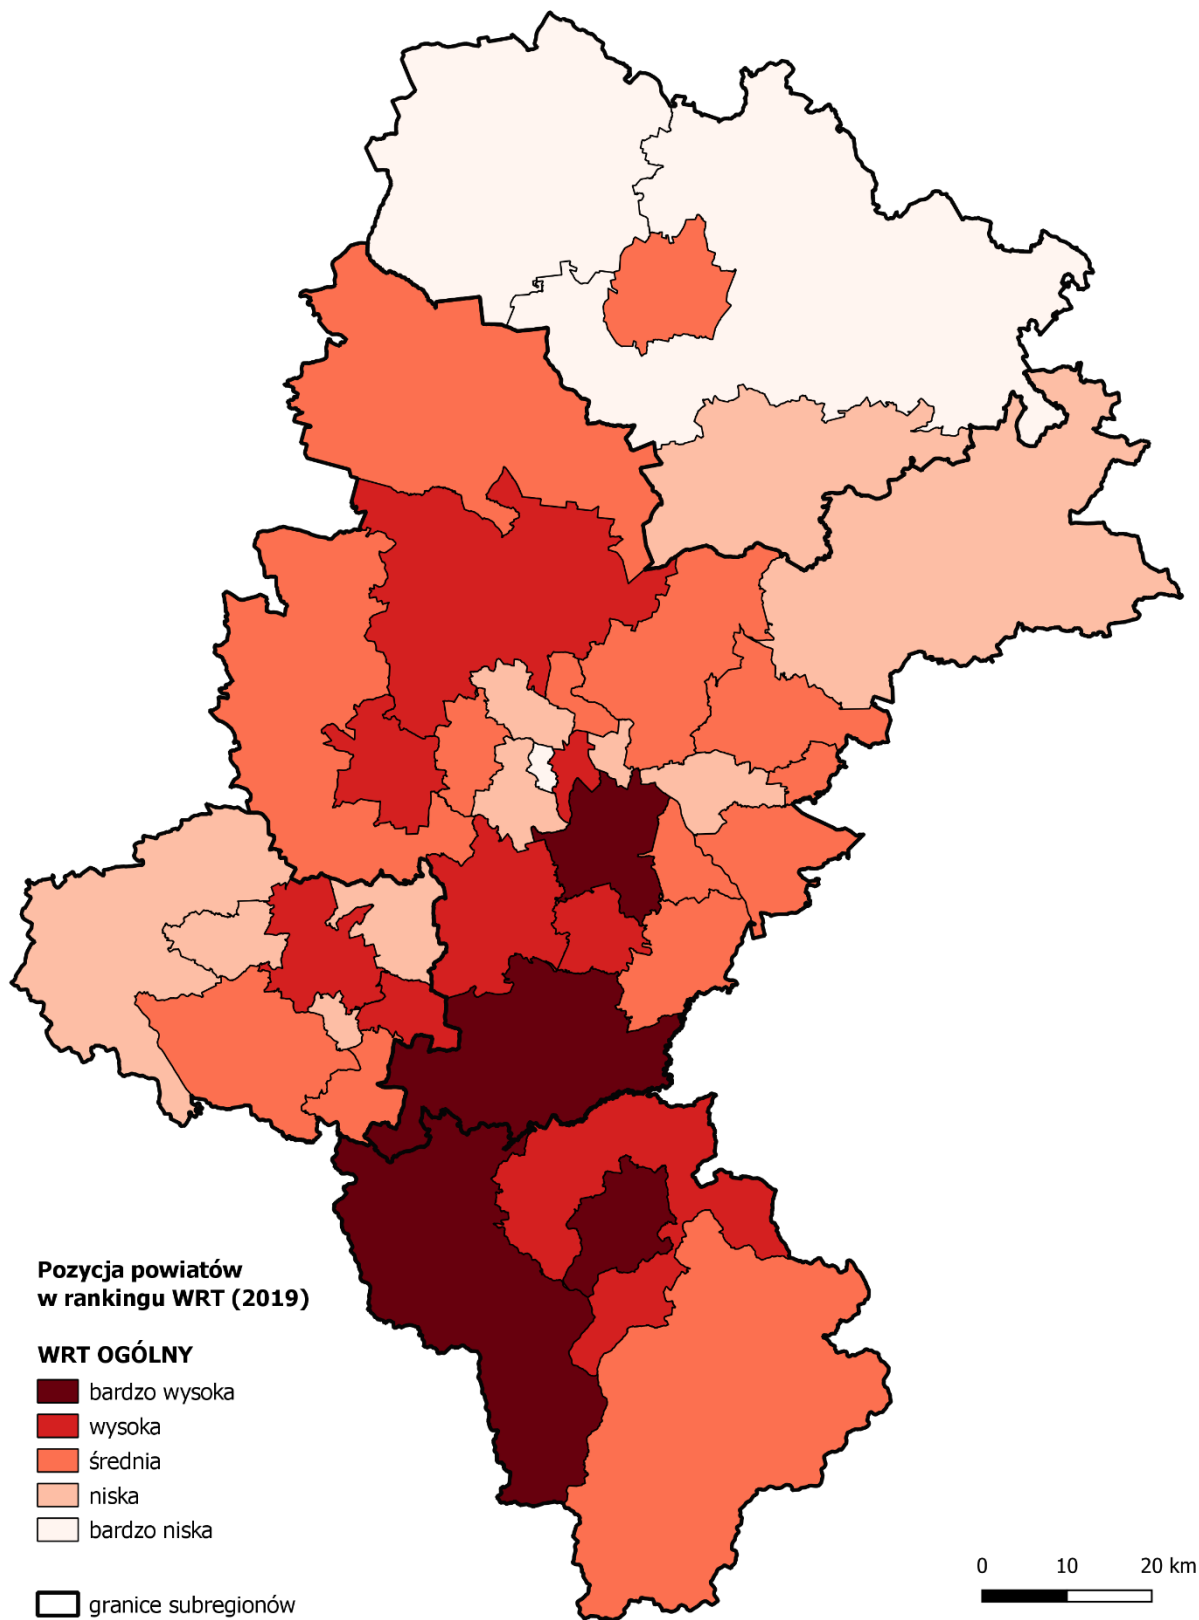 Pozycja powiatów
w rankingu WRT (2019)
WRT OGÓLNY
bardzo wysoka
wysoka
średnia
niska
bardzo niska
granice subregionów
0 10 20 km